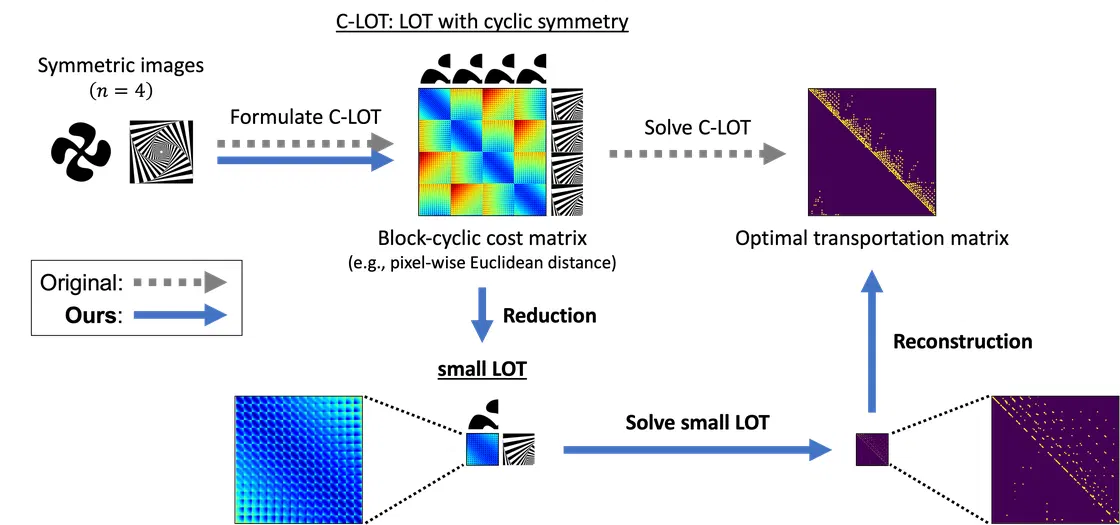 C-LOT: LOT with cyclic symmetry
Symmetric images
(𝑛 = 4)
Formulate C-LOT
Solve C-LOT
Block-cyclic cost matrix
(e.g., pixel-wise Euclidean distance)
Optimal transportation matrix
Original:
Ours:
Reduction
Reconstruction
small LOT
Solve small LOT